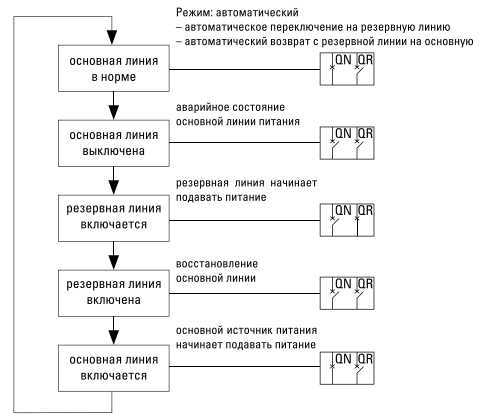 Режим: автоматический
– автоматическое переключение на резервную линию
– автоматический возврат с резервной линии на основную
основная линия
в норме
QN QR
аварийное состояние
основной линии питания
основная линия
выключена
QN QR
резервная линия начинает
подавать питание
резервная линия
включается
QN QR
восстановление
основной линии
резервная линия
включена
QN QR
основной источник питания
начинает подавать питание
основная линия
включается
QN QR